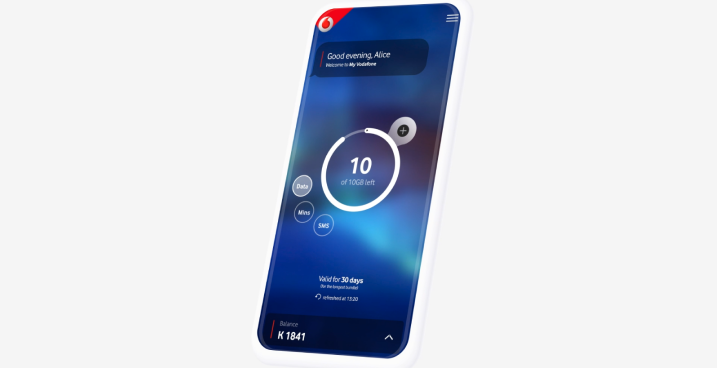 Good evening, Alice
Welcome to My Vodafone
10
of 10GB left
Data
Mins
SMS
Valid for 30 days
(for the longest bundle)
refreshed at 13:20
Balance
K 1841